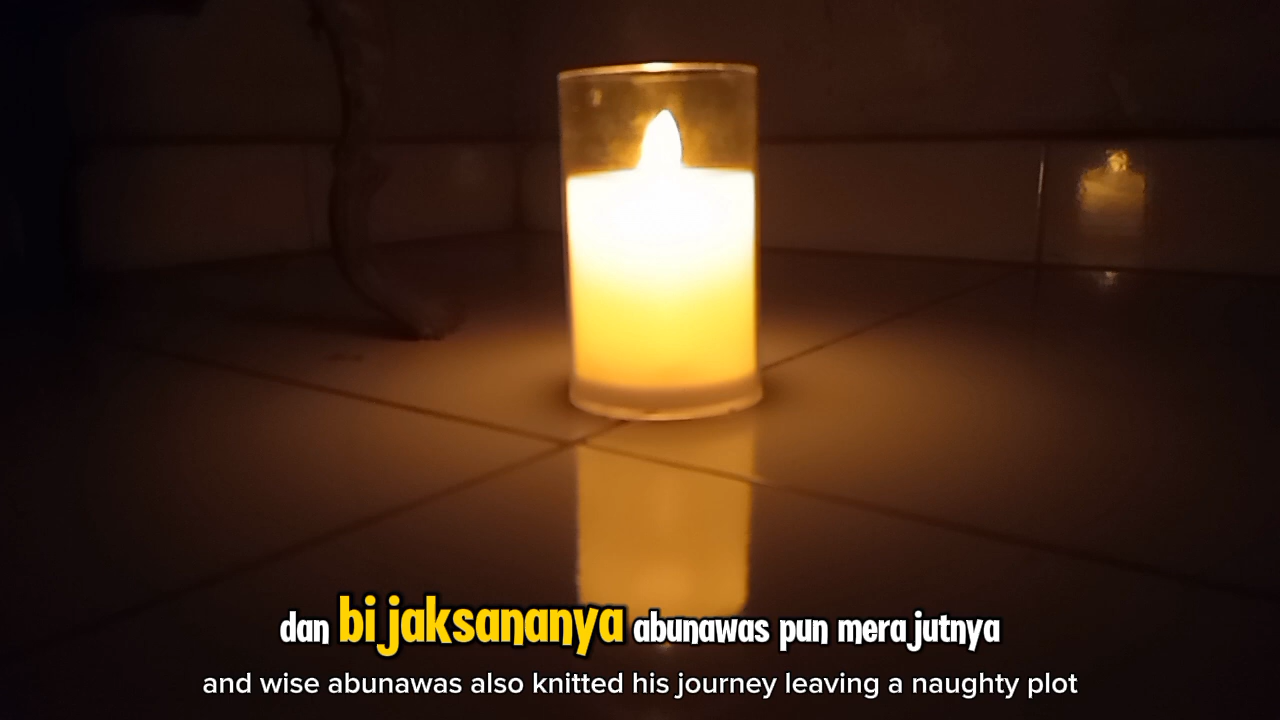 dan bijaksananya abunawas pun merajutnya
and wise abunawas also knitted his journey leaving a naughty plot